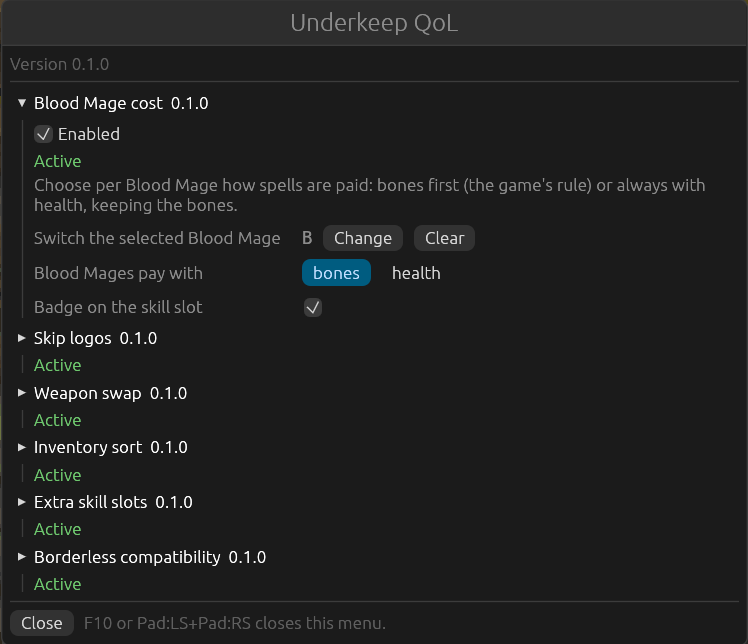 Underkeep QoL
Version 0.1.0
Blood Mage cost 0.1.0
Enabled
Active
Choose per Blood Mage how spells are paid: bones first (the game's rule) or always with
health, keeping the bones.
Switch the selected Blood Mage B Change Clear
Blood Mages pay with bones health
Badge on the skill slot
Skip logos 0.1.0
Active
Weapon swap 0.1.0
Active
Inventory sort 0.1.0
Active
Extra skill slots 0.1.0
Active
Borderless compatibility 0.1.0
Active
Close F10 or Pad:LS+Pad:RS closes this menu.